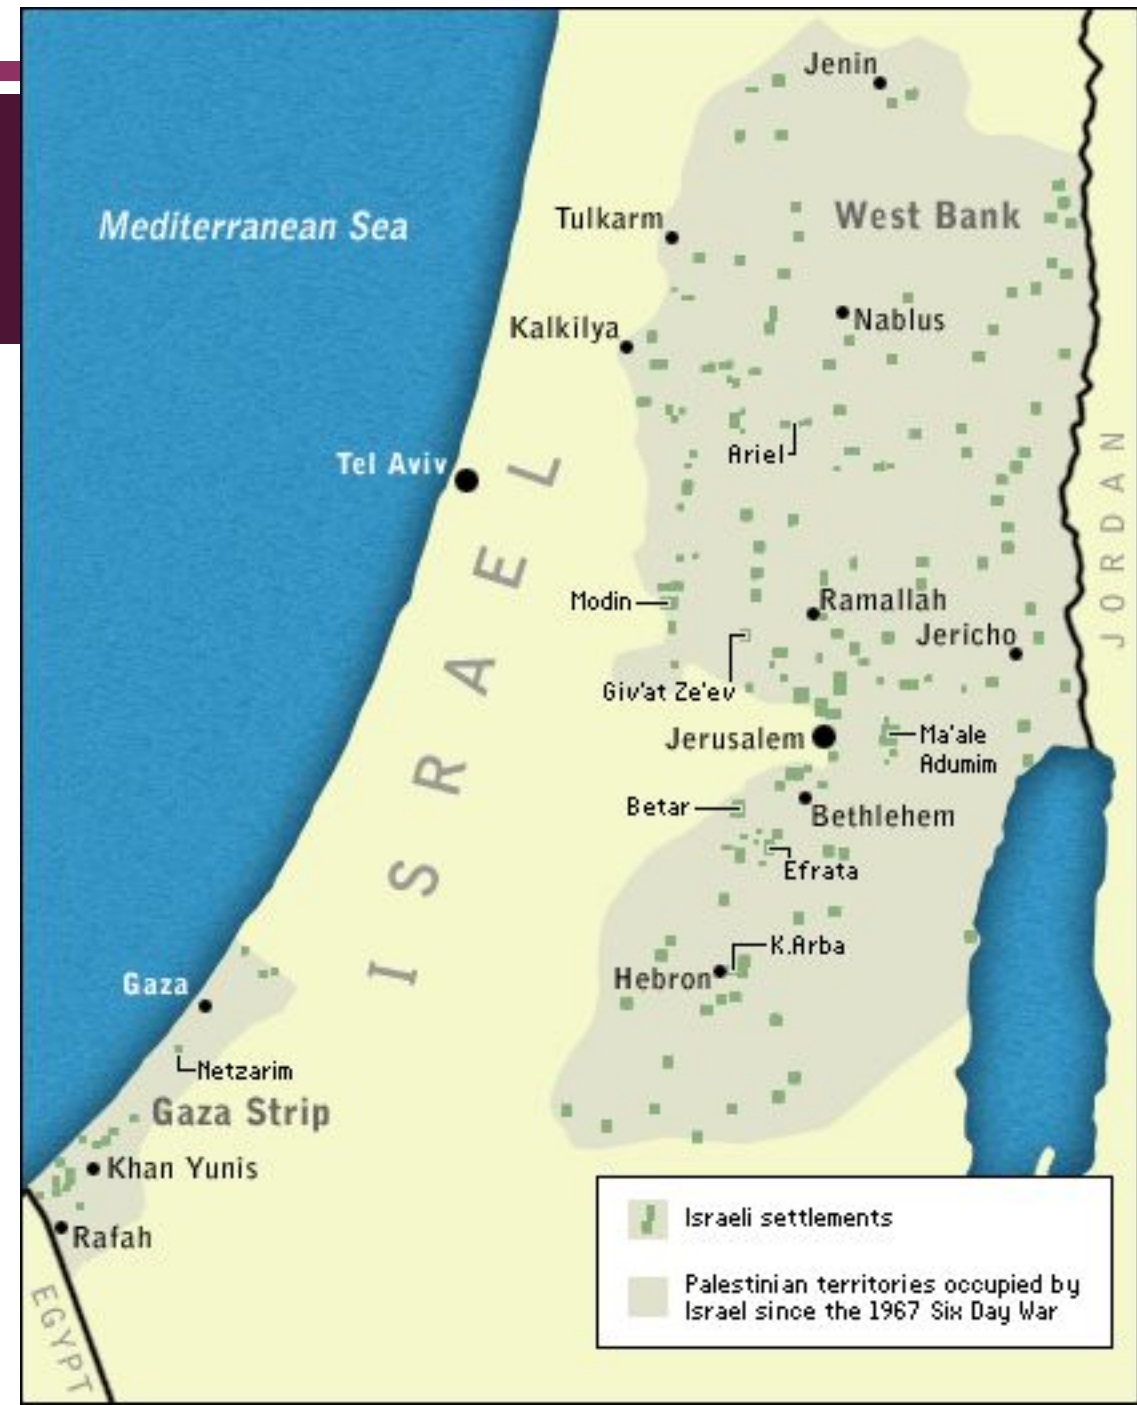 Jenin
Mediterranean Sea
Tulkarm
West Bank
Kalkilya
Nablus
Tel Aviv
Ariel
ISRAEL
JORDAN
Modin
Ramallah
Jericho
Giv'at Ze'ev
Jerusalem
Ma'ale
Adumim
Betar
Bethlehem
Efrata
K.Arba
Hebron
Gaza
Netzarim
Gaza Strip
Khan Yunis
Rafah
EGYPT
Israeli settlements
Palestinian territories occupied by
Israel since the 1967 Six Day War